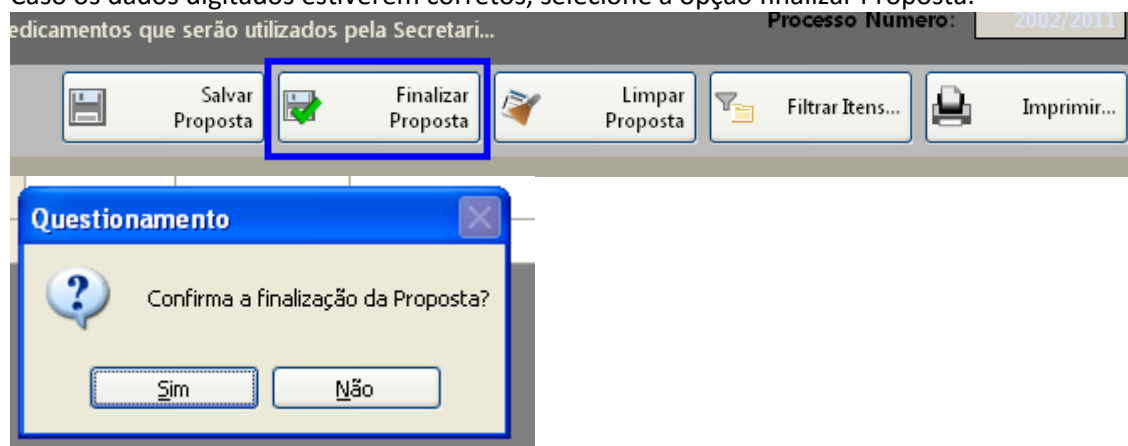 Caso os dados digitados estiverem corretos, selecione a opção finalizar Proposta.
edicamentos que serão utilizados pela Secretari...
Processo Número: 2002/2011
Salvar Proposta
Finalizar Proposta
Limpar Proposta
Filtrar Itens...
Imprimir...
Questionamento
Confirma a finalização da Proposta?
Sim
Não